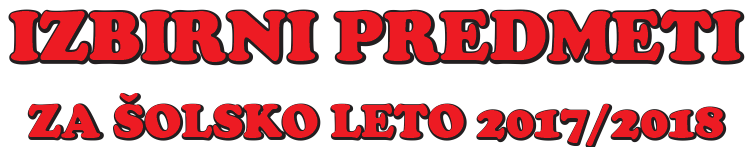 IZBIRNI PREDMETI
ZA ŠOLSKO LETO 2017/2018